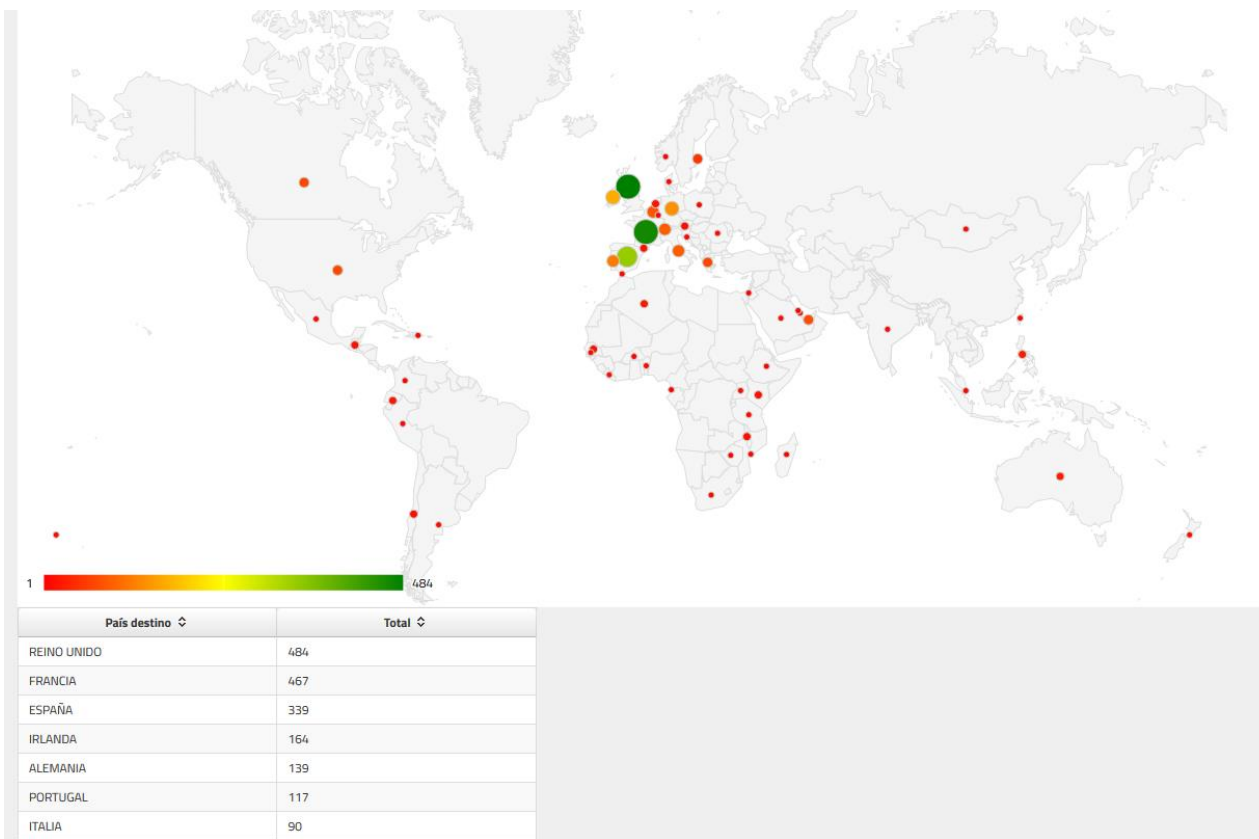 1 484
País destino Total
REINO UNIDO 484
FRANCIA 467
ESPAÑA 339
IRLANDA 164
ALEMANIA 139
PORTUGAL 117
ITALIA 90